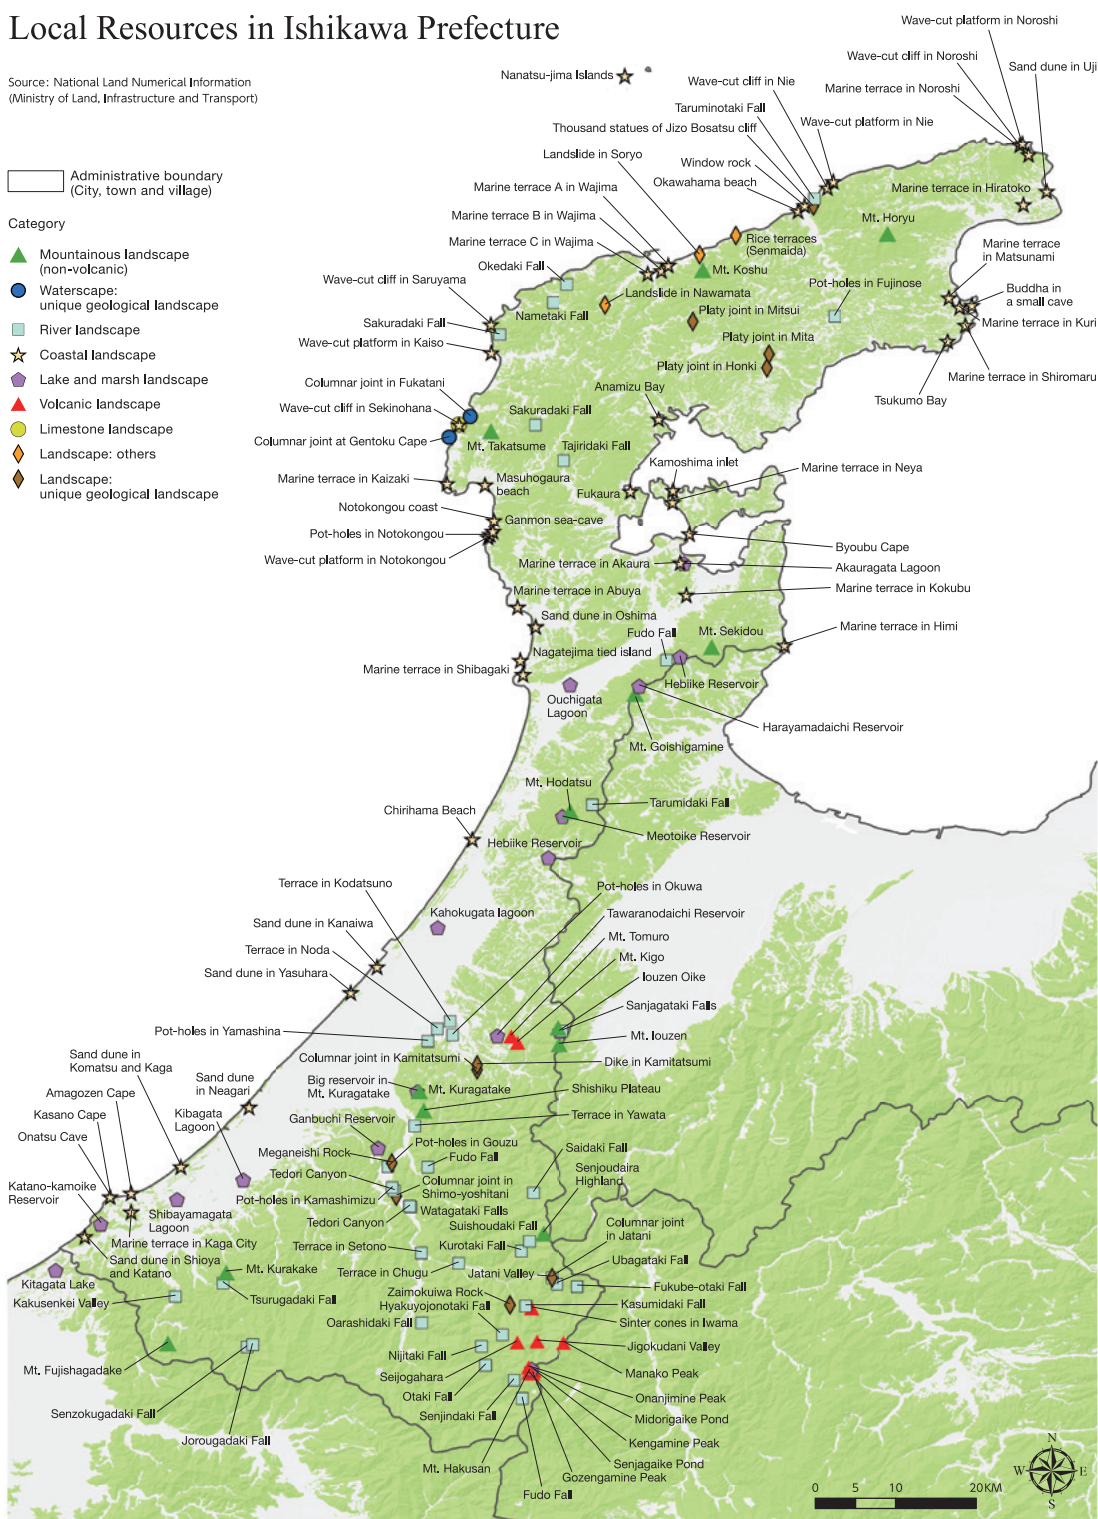 Local Resources in Ishikawa Prefecture
Source: National Land Numerical Information
(Ministry of Land, Infrastructure and Transport)
Administrative boundary
(City, town and village)
Category
Mountainous landscape
(non-volcanic)
Waterscape:
unique geological landscape
River landscape
Coastal landscape
Lake and marsh landscape
Volcanic landscape
Limestone landscape
Landscape: others
Landscape:
unique geological landscape
Wave-cut platform in Noroshi
Wave-cut cliff in Noroshi
Sand dune in Uji
Marine terrace in Noroshi
Nanatsu-jima Islands
Wave-cut cliff in Nie
Taruminotaki Fall
Wave-cut platform in Nie
Thousand statues of Jizo Bosatsu cliff
Landslide in Soryo
Window rock
Okawahama beach
Marine terrace A in Wajima
Marine terrace in Hiratoko
Marine terrace B in Wajima
Mt. Horyu
Marine terrace C in Wajima
Rice terraces
(Senmaida)
Marine terrace
in Matsunami
Okedaki Fall
Mt. Koshu
Wave-cut cliff in Saruyama
Pot-holes in Fujinose
Buddha in
a small cave
Landslide in Nawamata
Nametaki Fall
Platy joint in Mitsui
Sakuradaki Fall
Marine terrace in Kuri
Wave-cut platform in Kaiso
Platy joint in Mita
Platy joint in Honki
Marine terrace in Shiromaru
Columnar joint in Fukatani
Anamizu Bay
Tsukumo Bay
Wave-cut cliff in Sekinohana
Sakuradaki Fall
Columnar joint at Gentoku Cape
Mt. Takatsume
Tajiridaki Fall
Kamoshima inlet
Marine terrace in Neya
Marine terrace in Kaizaki
Masuhogaura
beach
Fukaura
Notokongou coast
Ganmon sea-cave
Pot-holes in Notokongou
Byoubu Cape
Wave-cut platform in Notokongou
Marine terrace in Akaura
Akauragata Lagoon
Marine terrace in Abuya
Marine terrace in Kokubu
Sand dune in Oshima
Fudo Fall
Mt. Sekidou
Marine terrace in Himi
Nagatejima tied island
Marine terrace in Shibagaki
Hebiike Reservoir
Ouchigata
Lagoon
Harayamadaichi Reservoir
Mt. Goishigamine
Mt. Hodatsu
Tarumidaki Fall
Chirihama Beach
Meotoike Reservoir
Hebiike Reservoir
Terrace in Kodatsuno
Pot-holes in Okuwa
Kahokugata lagoon
Tawaranodaichi Reservoir
Sand dune in Kanaiwa
Mt. Tomuro
Terrace in Noda
Mt. Kigo
Sand dune in Yasuhara
Iouzen Oike
Sanjagataki Falls
Pot-holes in Yamashina
Mt. Iouzen
Columnar joint in Kamitatsumi
Dike in Kamitatsumi
Sand dune in
Komatsu and Kaga
Sand dune
in Neagari
Big reservoir in
Mt. Kuragatake
Mt. Kuragatake
Shishiku Plateau
Amagozen Cape
Kasano Cape
Kibagata
Lagoon
Ganbuchi Reservoir
Terrace in Yawata
Onatsu Cave
Pot-holes in Gouzu
Meganeishi Rock
Fudo Fall
Saidaki Fall
Tedori Canyon
Senjoudaira
Highland
Katano-kamoike
Reservoir
Columnar joint in
Shimo-yoshitani
Pot-holes in Kamashimizu
Watagataki Falls
Shibayamagata
Lagoon
Tedori Canyon
Suishoudaki Fall
Columnar joint
in Jatani
Marine terrace in Kaga City
Terrace in Setono
Kurotaki Fall
Sand dune in Shioya
and Katano
Ubagataki Fall
Mt. Kurakake
Terrace in Chugu
Jatani Valley
Kitagata Lake
Fukube-otaki Fall
Kakusenkei Valley
Tsurugadaki Fall
Zaimokuiwa Rock
Hyakuyojonotaki Fall
Kasumidaki Fall
Oarashidaki Fall
Sinter cones in Iwama
Nijitaki Fall
Jigokudani Valley
Mt. Fujishagadake
Seijogahara
Manako Peak
Otaki Fall
Onanjimine Peak
Senzokugadaki Fall
Senjindaki Fall
Midorigaike Pond
Jorougadaki Fall
Kengamine Peak
Mt. Hakusan
Senjagaike Pond
Gozengamine Peak
Fudo Fall
N
W
E
S
0
5
10
20KM